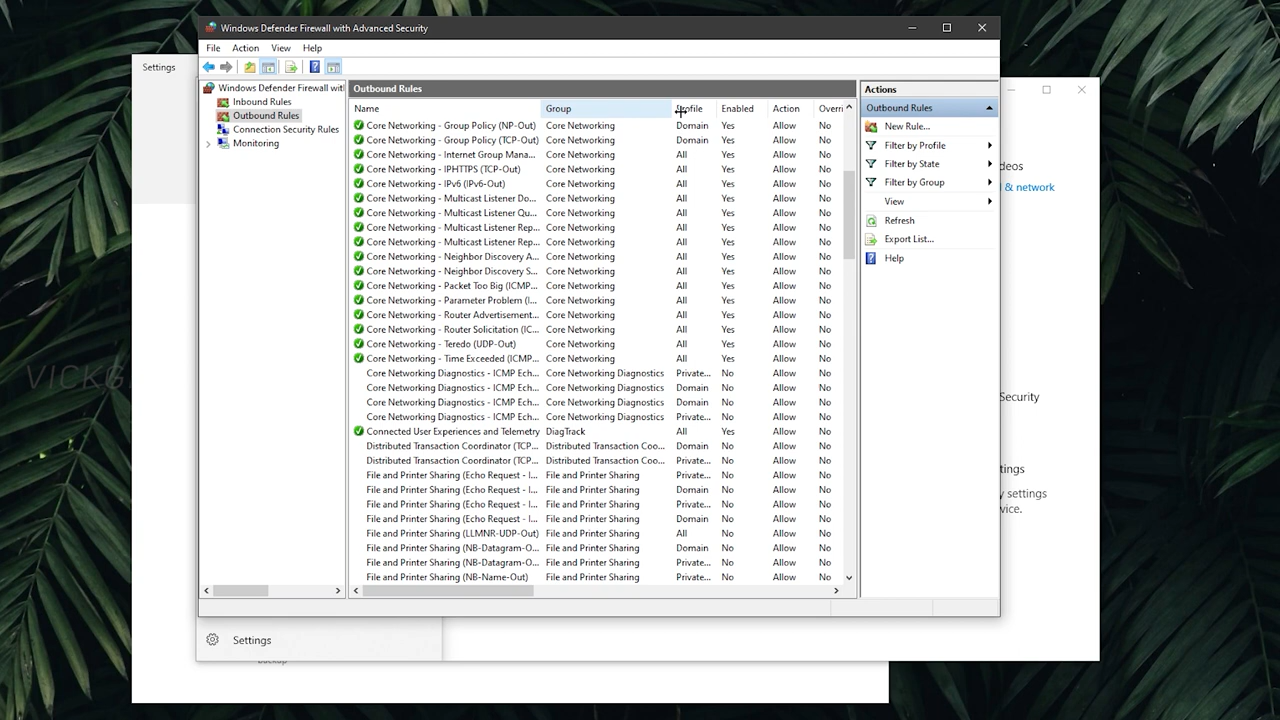 Windows Defender Firewall with Advanced Security
File Action View Help
Settings
Windows Defender Firewall wit
Inbound Rules
Outbound Rules
Connection Security Rules
Monitoring
Outbound Rules
Name Group Profile Enabled Action Overri
Core Networking - Group Policy (NP-Out) Core Networking Domain Yes Allow No
Core Networking - Group Policy (TCP-Out) Core Networking Domain Yes Allow No
Core Networking - Internet Group Mana... Core Networking All Yes Allow No
Core Networking - IPHTTPS (TCP-Out) Core Networking All Yes Allow No
Core Networking - IPv6 (IPv6-Out) Core Networking All Yes Allow No
Core Networking - Multicast Listener Do... Core Networking All Yes Allow No
Core Networking - Multicast Listener Qu... Core Networking All Yes Allow No
Core Networking - Multicast Listener Rep... Core Networking All Yes Allow No
Core Networking - Multicast Listener Rep... Core Networking All Yes Allow No
Core Networking - Neighbor Discovery A... Core Networking All Yes Allow No
Core Networking - Neighbor Discovery S... Core Networking All Yes Allow No
Core Networking - Packet Too Big (ICMP... Core Networking All Yes Allow No
Core Networking - Parameter Problem (I... Core Networking All Yes Allow No
Core Networking - Router Advertisement... Core Networking All Yes Allow No
Core Networking - Router Solicitation (IC... Core Networking All Yes Allow No
Core Networking - Teredo (UDP-Out) Core Networking All Yes Allow No
Core Networking - Time Exceeded (ICMP... Core Networking All Yes Allow No
Core Networking Diagnostics - ICMP Ech... Core Networking Diagnostics Private... No Allow No
Core Networking Diagnostics - ICMP Ech... Core Networking Diagnostics Domain No Allow No
Core Networking Diagnostics - ICMP Ech... Core Networking Diagnostics Domain No Allow No
Core Networking Diagnostics - ICMP Ech... Core Networking Diagnostics Private... No Allow No
Connected User Experiences and Telemetry DiagTrack All Yes Allow No
Distributed Transaction Coordinator (TCP... Distributed Transaction Coo... Domain No Allow No
Distributed Transaction Coordinator (TCP... Distributed Transaction Coo... Private... No Allow No
File and Printer Sharing (Echo Request - I... File and Printer Sharing Private... No Allow No
File and Printer Sharing (Echo Request - I... File and Printer Sharing Domain No Allow No
File and Printer Sharing (Echo Request - I... File and Printer Sharing Private... No Allow No
File and Printer Sharing (Echo Request - I... File and Printer Sharing Domain No Allow No
File and Printer Sharing (LLMNR-UDP-Out) File and Printer Sharing All No Allow No
File and Printer Sharing (NB-Datagram-O... File and Printer Sharing Domain No Allow No
File and Printer Sharing (NB-Datagram-O... File and Printer Sharing Private... No Allow No
File and Printer Sharing (NB-Name-Out) File and Printer Sharing Private... No Allow No
Actions
Outbound Rules
New Rule...
Filter by Profile
Filter by State
Filter by Group
View
Refresh
Export List...
Help
deos
& network
Security
tings
y settings
vice.
VICKG
Settings
backup